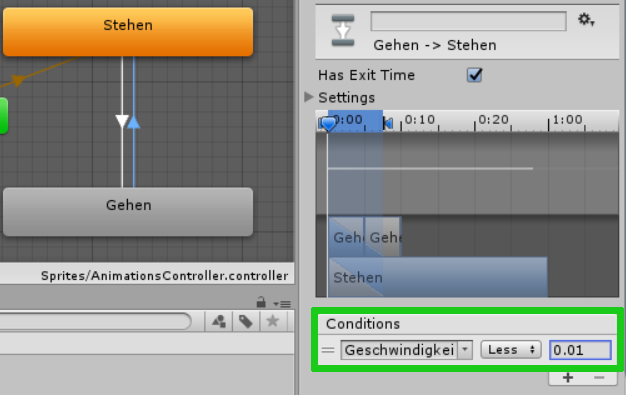 Stehen
Gehen
Sprites/AnimationsController.controller
Gehen -> Stehen
Has Exit Time
Settings
0:00 0:10 0:20 1:00
Geh Gehe
Stehen
Conditions
Geschwindigkei Less 0.01
+ −